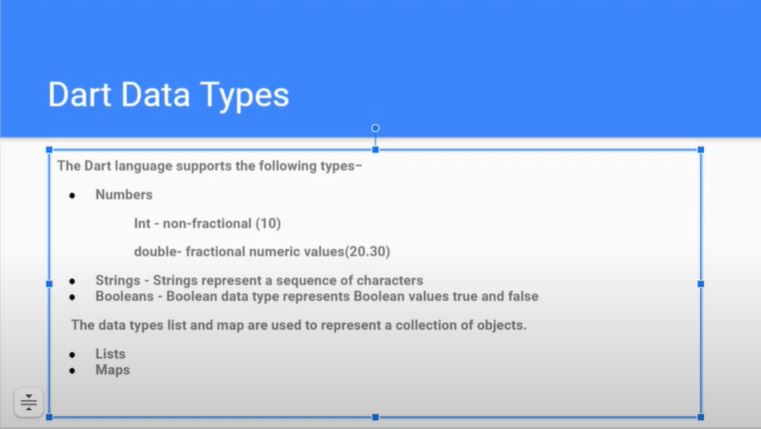 Dart Data Types
The Dart language supports the following types–
● Numbers
Int - non-fractional (10)
double- fractional numeric values(20.30)
● Strings - Strings represent a sequence of characters
● Booleans - Boolean data type represents Boolean values true and false
The data types list and map are used to represent a collection of objects.
● Lists
● Maps